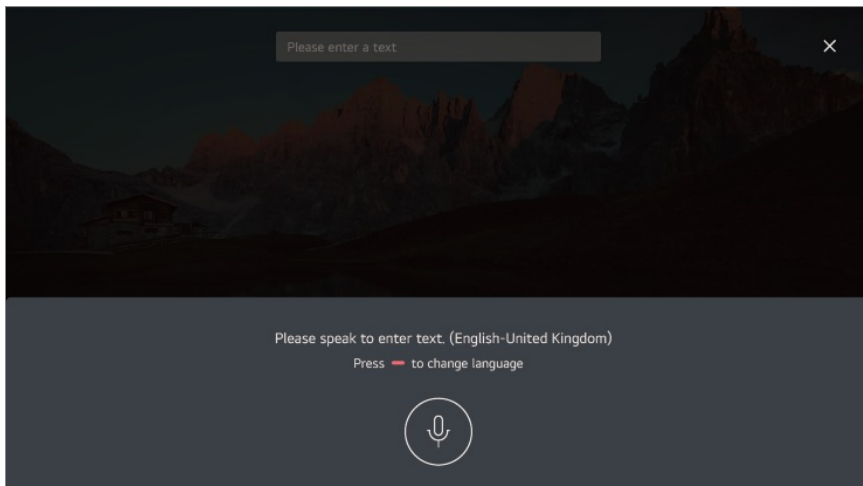 Please enter a text
Please speak to enter text. (English-United Kingdom)
Press to change language